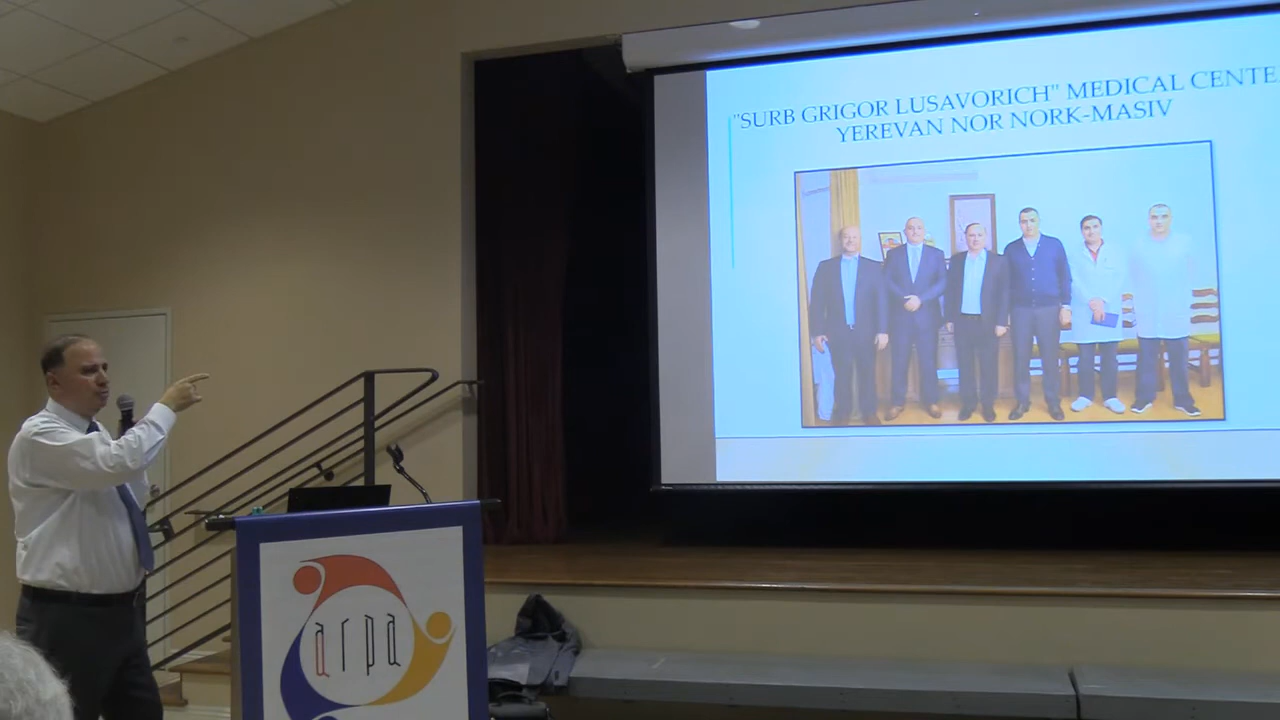 "SURB GRIGOR LUSAVORICH" MEDICAL CENTE
YEREVAN NOR NORK-MASIV
arpa